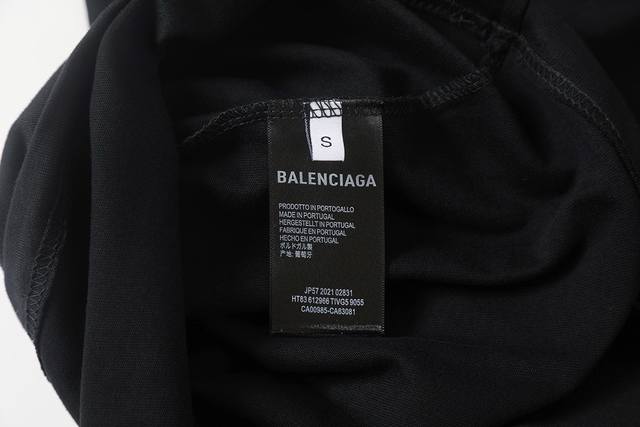 S
BALENCIAGA
PRODOTTO IN PORTOGALLO
MADE IN PORTUGAL
HERGESTELLT IN PORTUGAL
FABRIQUE EN PORTUGAL
HECHO EN PORTUGAL
ポルトガル製
产地: 葡萄牙
JP57 2021 02831
HT83 612966 TIVG5 9055
CA00985-CA83081